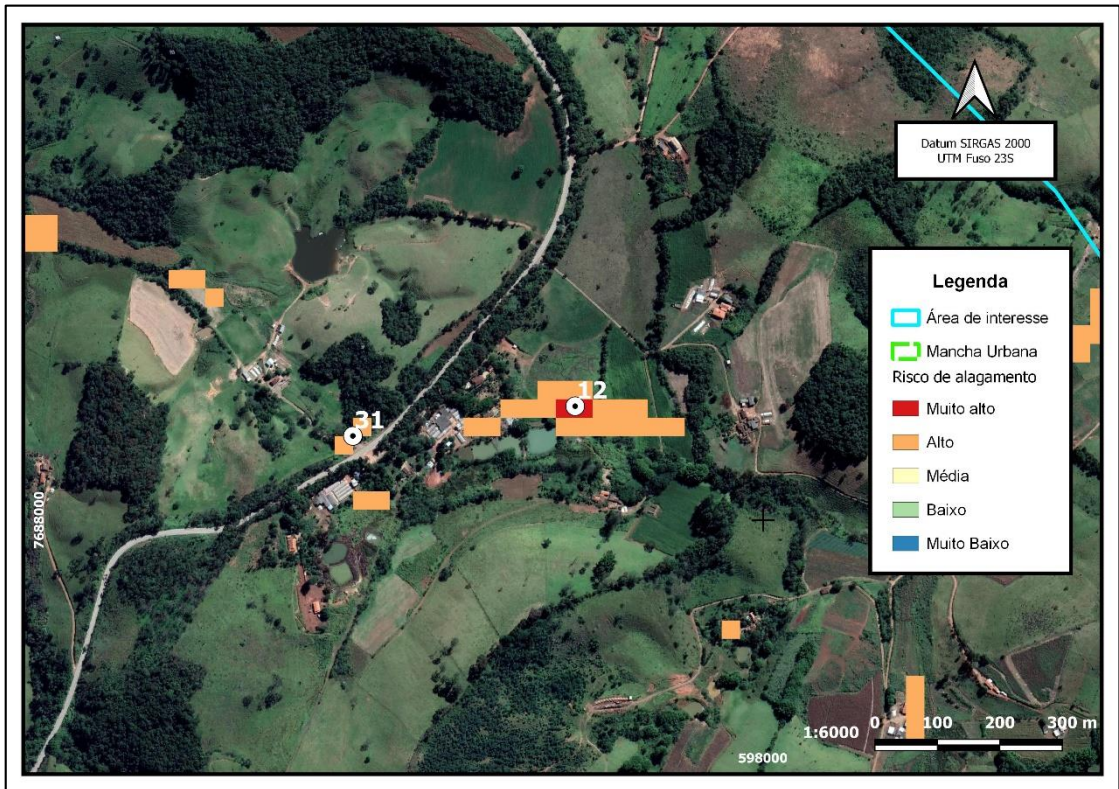 Datum SIRGAS 2000
UTM Fuso 23S
Legenda
Área de interesse
Mancha Urbana
Risco de alagamento
Muito alto
Alto
Média
Baixo
Muito Baixo
12
31
7688000
1:6000
0 100 200 300 m
598000